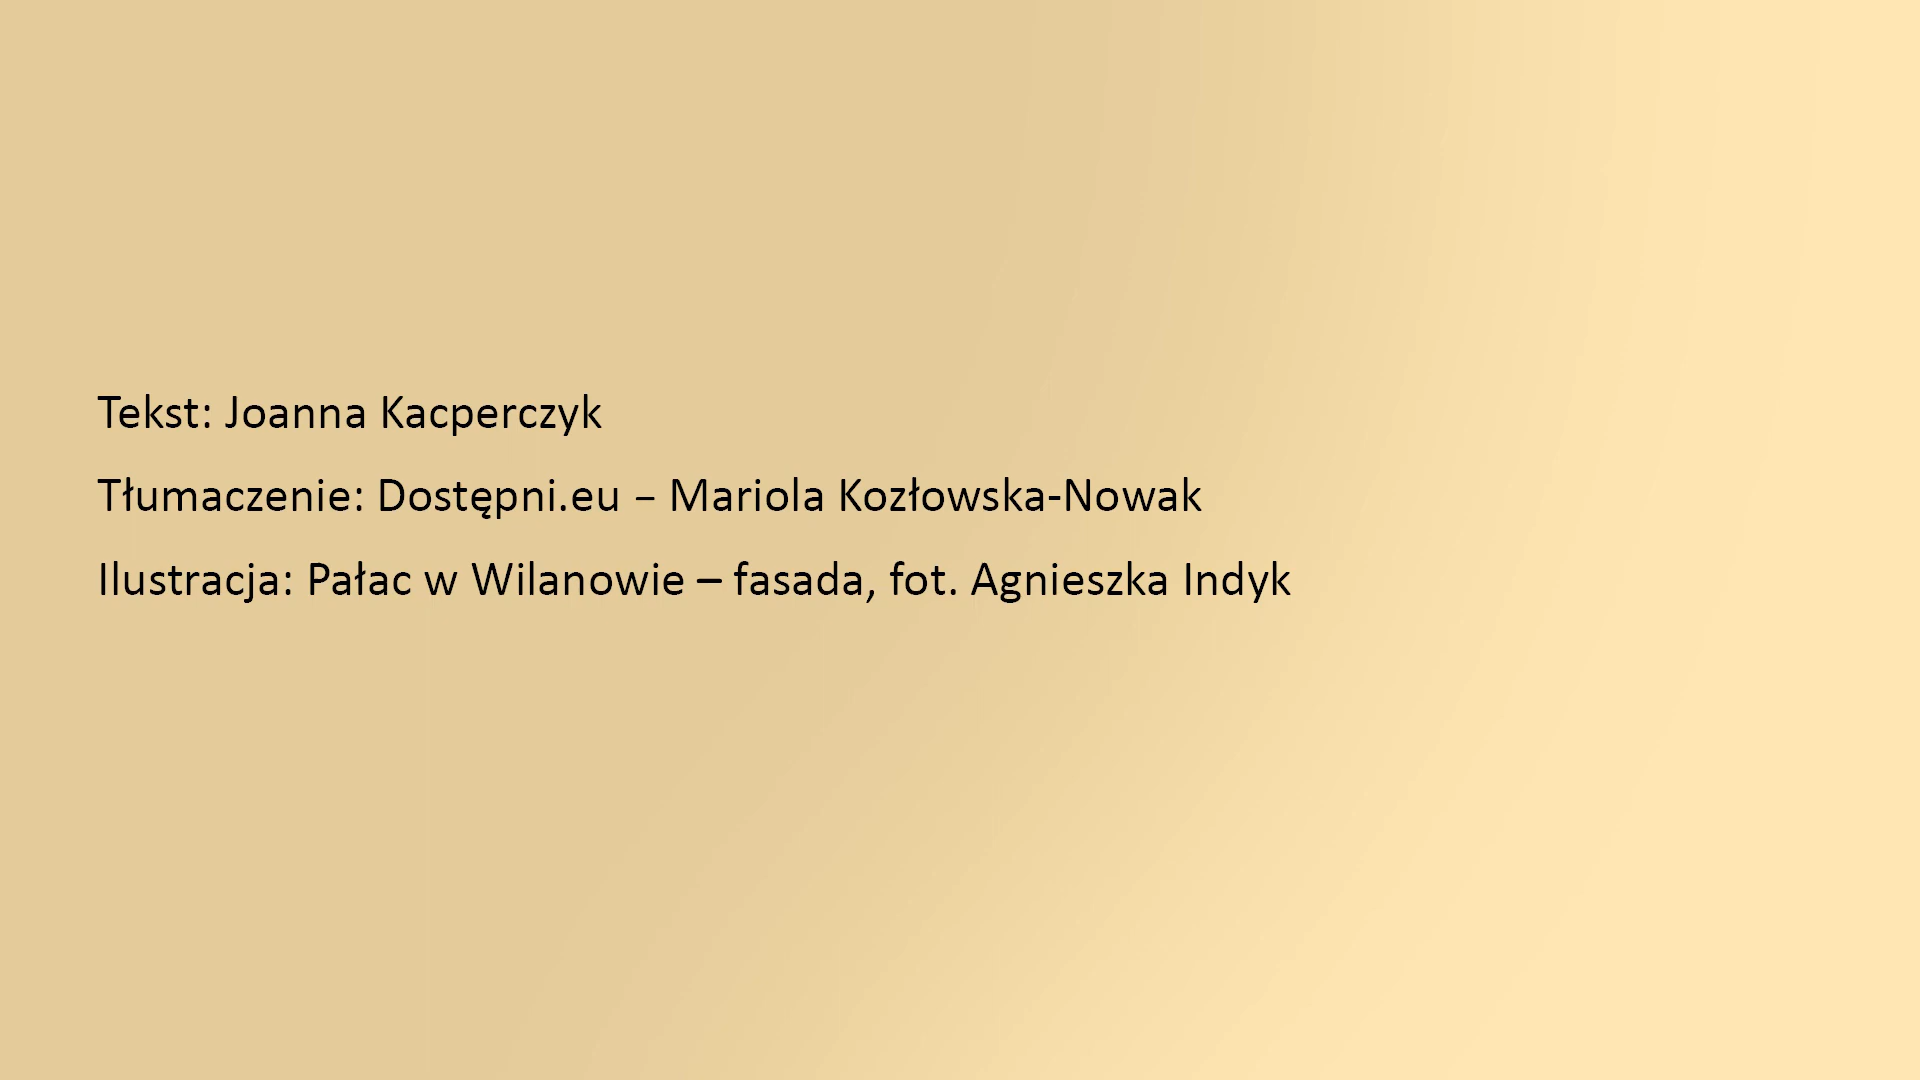 Tekst: Joanna Kacperczyk
Tłumaczenie: Dostępni.eu – Mariola Kozłowska-Nowak
Ilustracja: Pałac w Wilanowie – fasada, fot. Agnieszka Indyk